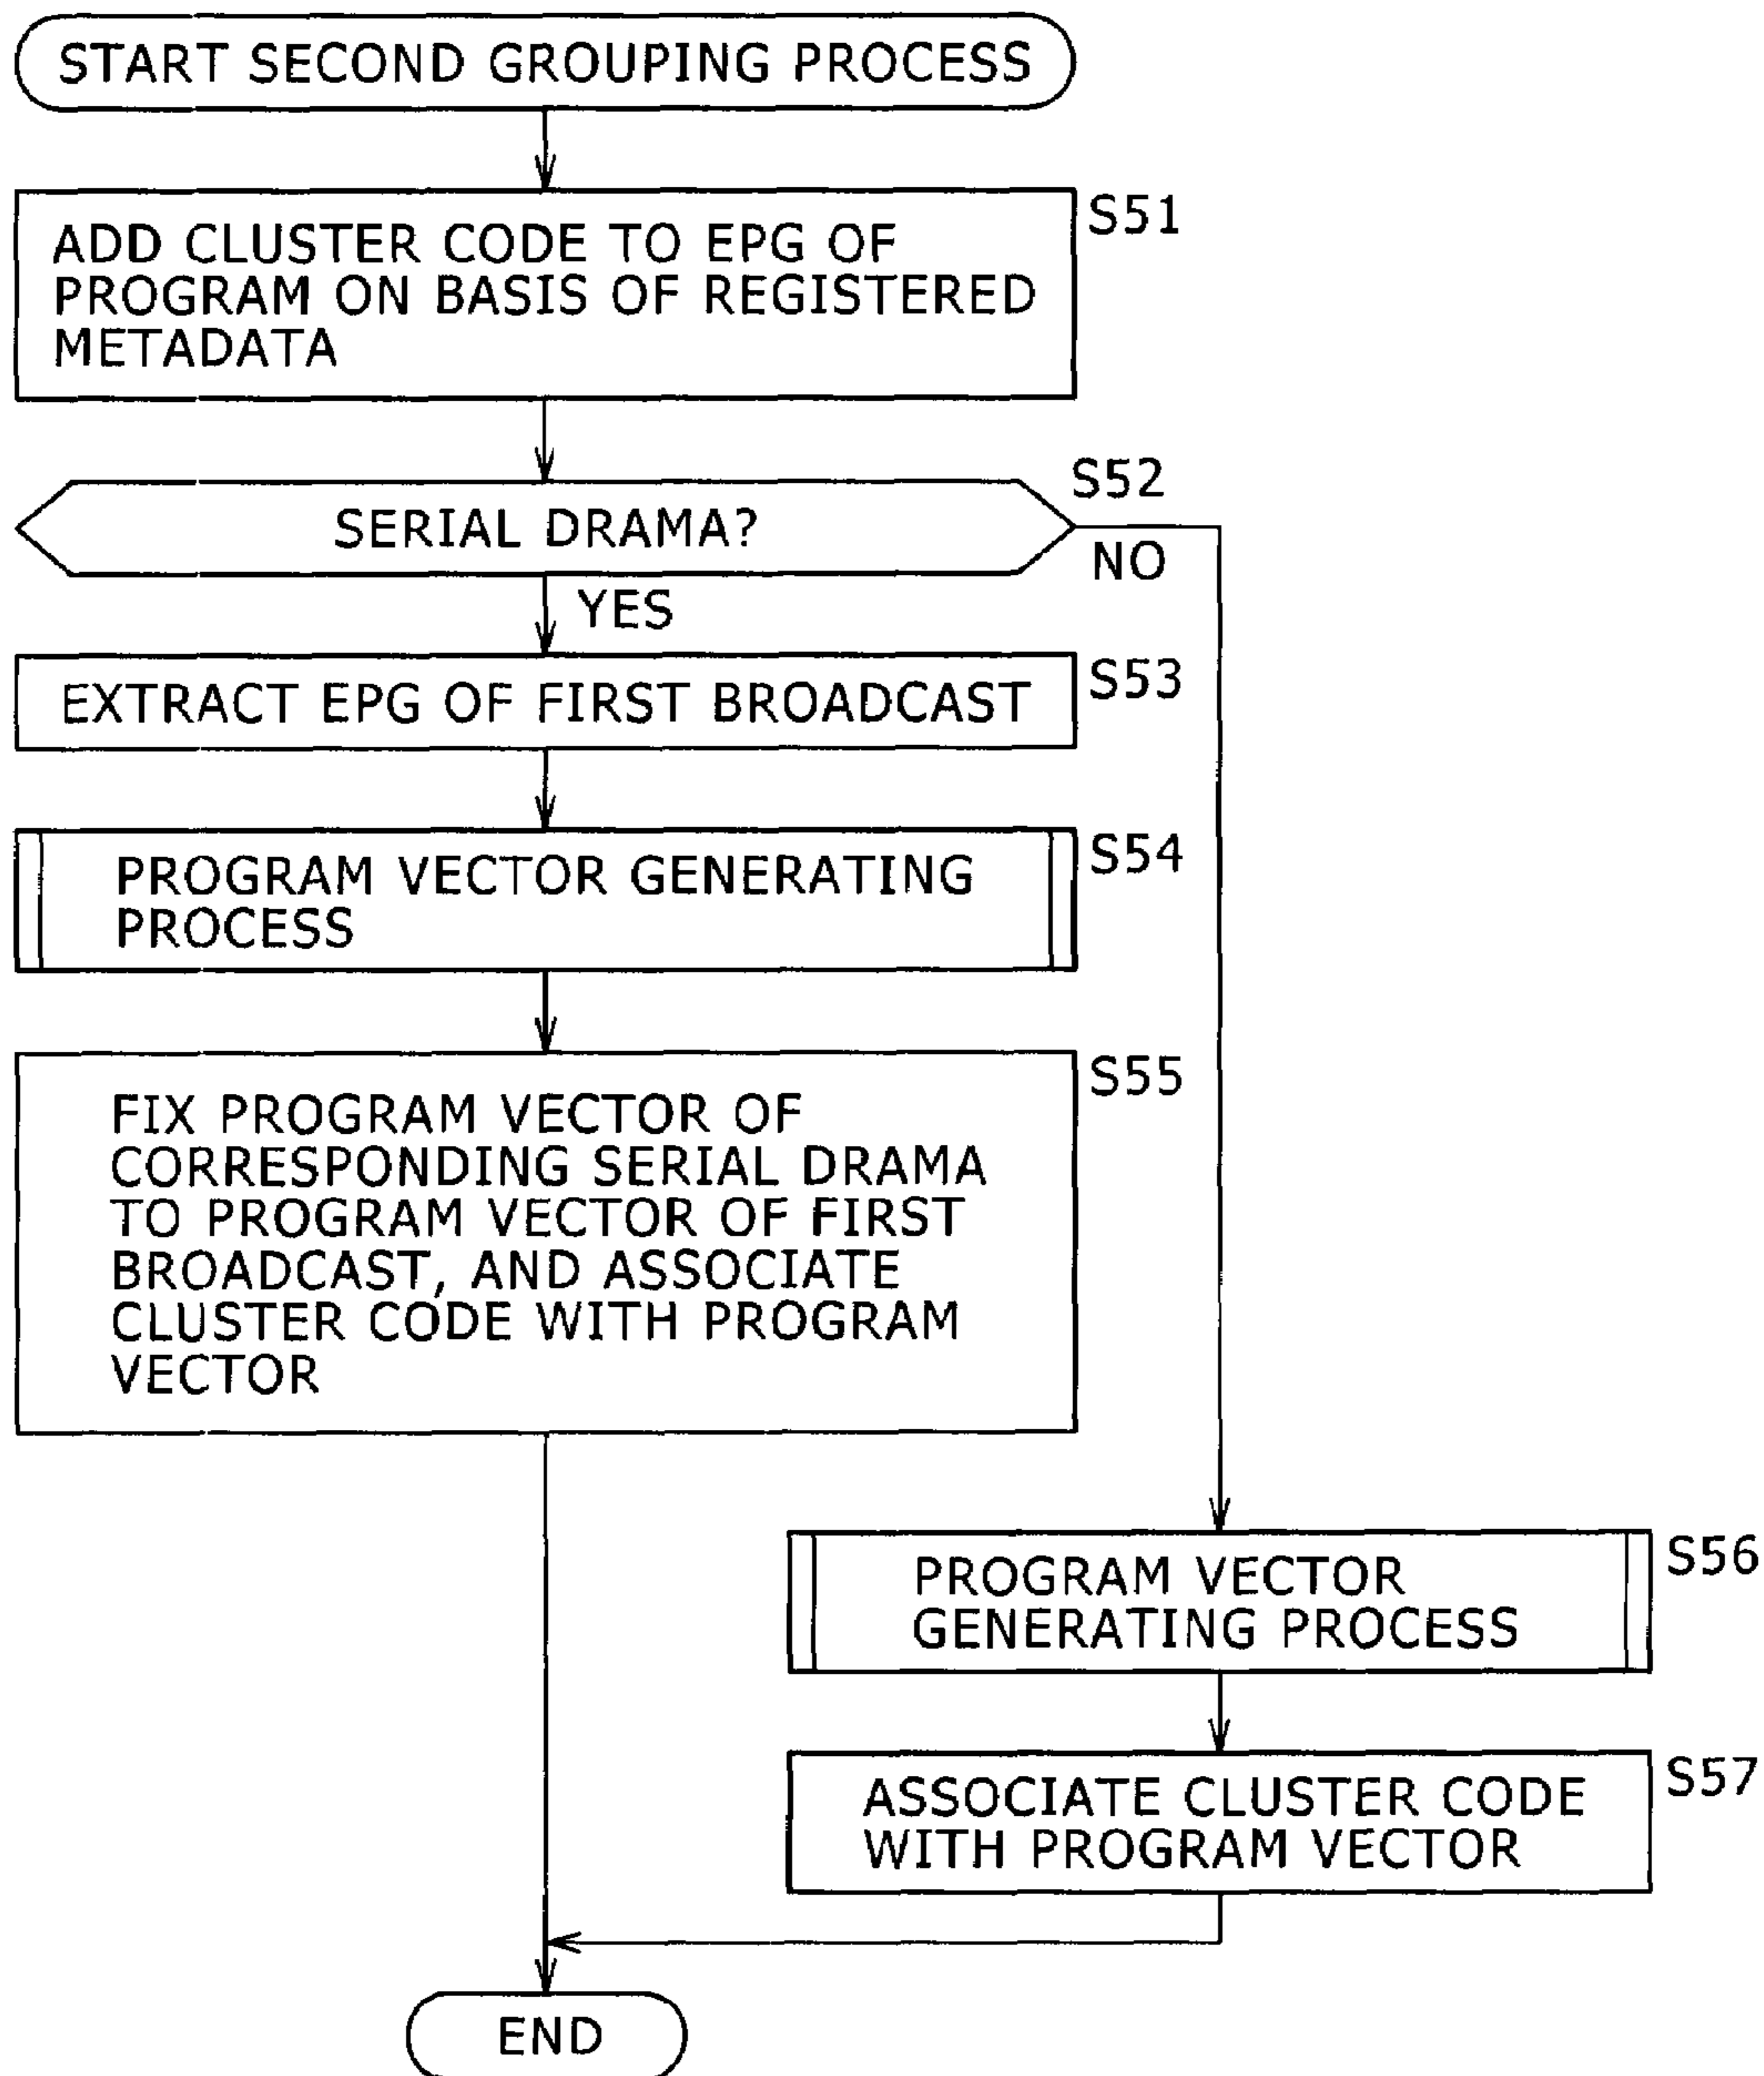 START SECOND GROUPING PROCESS
S51
ADD CLUSTER CODE TO EPG OF
PROGRAM ON BASIS OF REGISTERED
METADATA
S52
SERIAL DRAMA?
NO
YES
S53
EXTRACT EPG OF FIRST BROADCAST
S54
PROGRAM VECTOR GENERATING
PROCESS
S55
FIX PROGRAM VECTOR OF
CORRESPONDING SERIAL DRAMA
TO PROGRAM VECTOR OF FIRST
BROADCAST, AND ASSOCIATE
CLUSTER CODE WITH PROGRAM
VECTOR
S56
PROGRAM VECTOR
GENERATING PROCESS
S57
ASSOCIATE CLUSTER CODE
WITH PROGRAM VECTOR
END